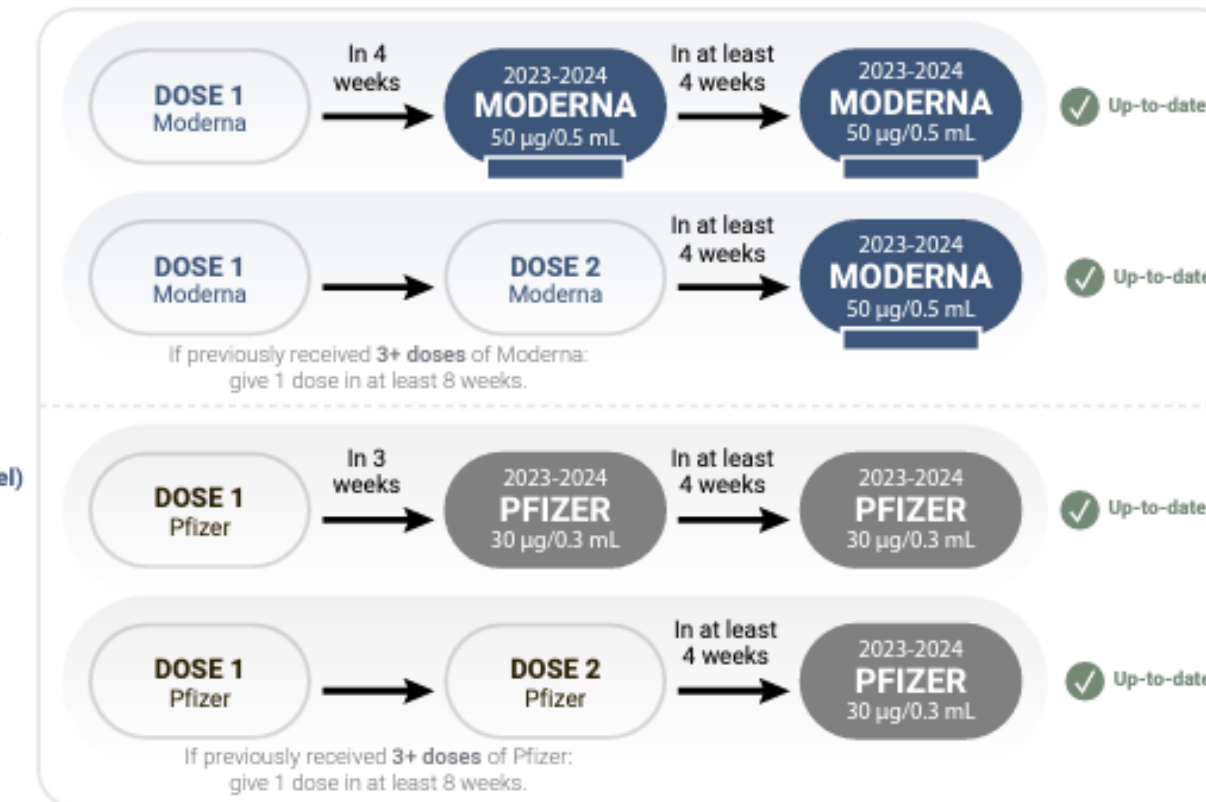 In 4
weeks
In at least
4 weeks
DOSE 1
Moderna
2023-2024
MODERNA
50 µg/0.5 mL
2023-2024
MODERNA
50 µg/0.5 mL
Up-to-date
In at least
4 weeks
DOSE 1
Moderna
DOSE 2
Moderna
2023-2024
MODERNA
50 µg/0.5 mL
Up-to-date
If previously received 3+ doses of Moderna:
give 1 dose in at least 8 weeks.
el)
In 3
weeks
In at least
4 weeks
DOSE 1
Pfizer
2023-2024
PFIZER
30 µg/0.3 mL
2023-2024
PFIZER
30 µg/0.3 mL
Up-to-date
In at least
4 weeks
DOSE 1
Pfizer
DOSE 2
Pfizer
2023-2024
PFIZER
30 µg/0.3 mL
Up-to-date
If previously received 3+ doses of Pfizer:
give 1 dose in at least 8 weeks.